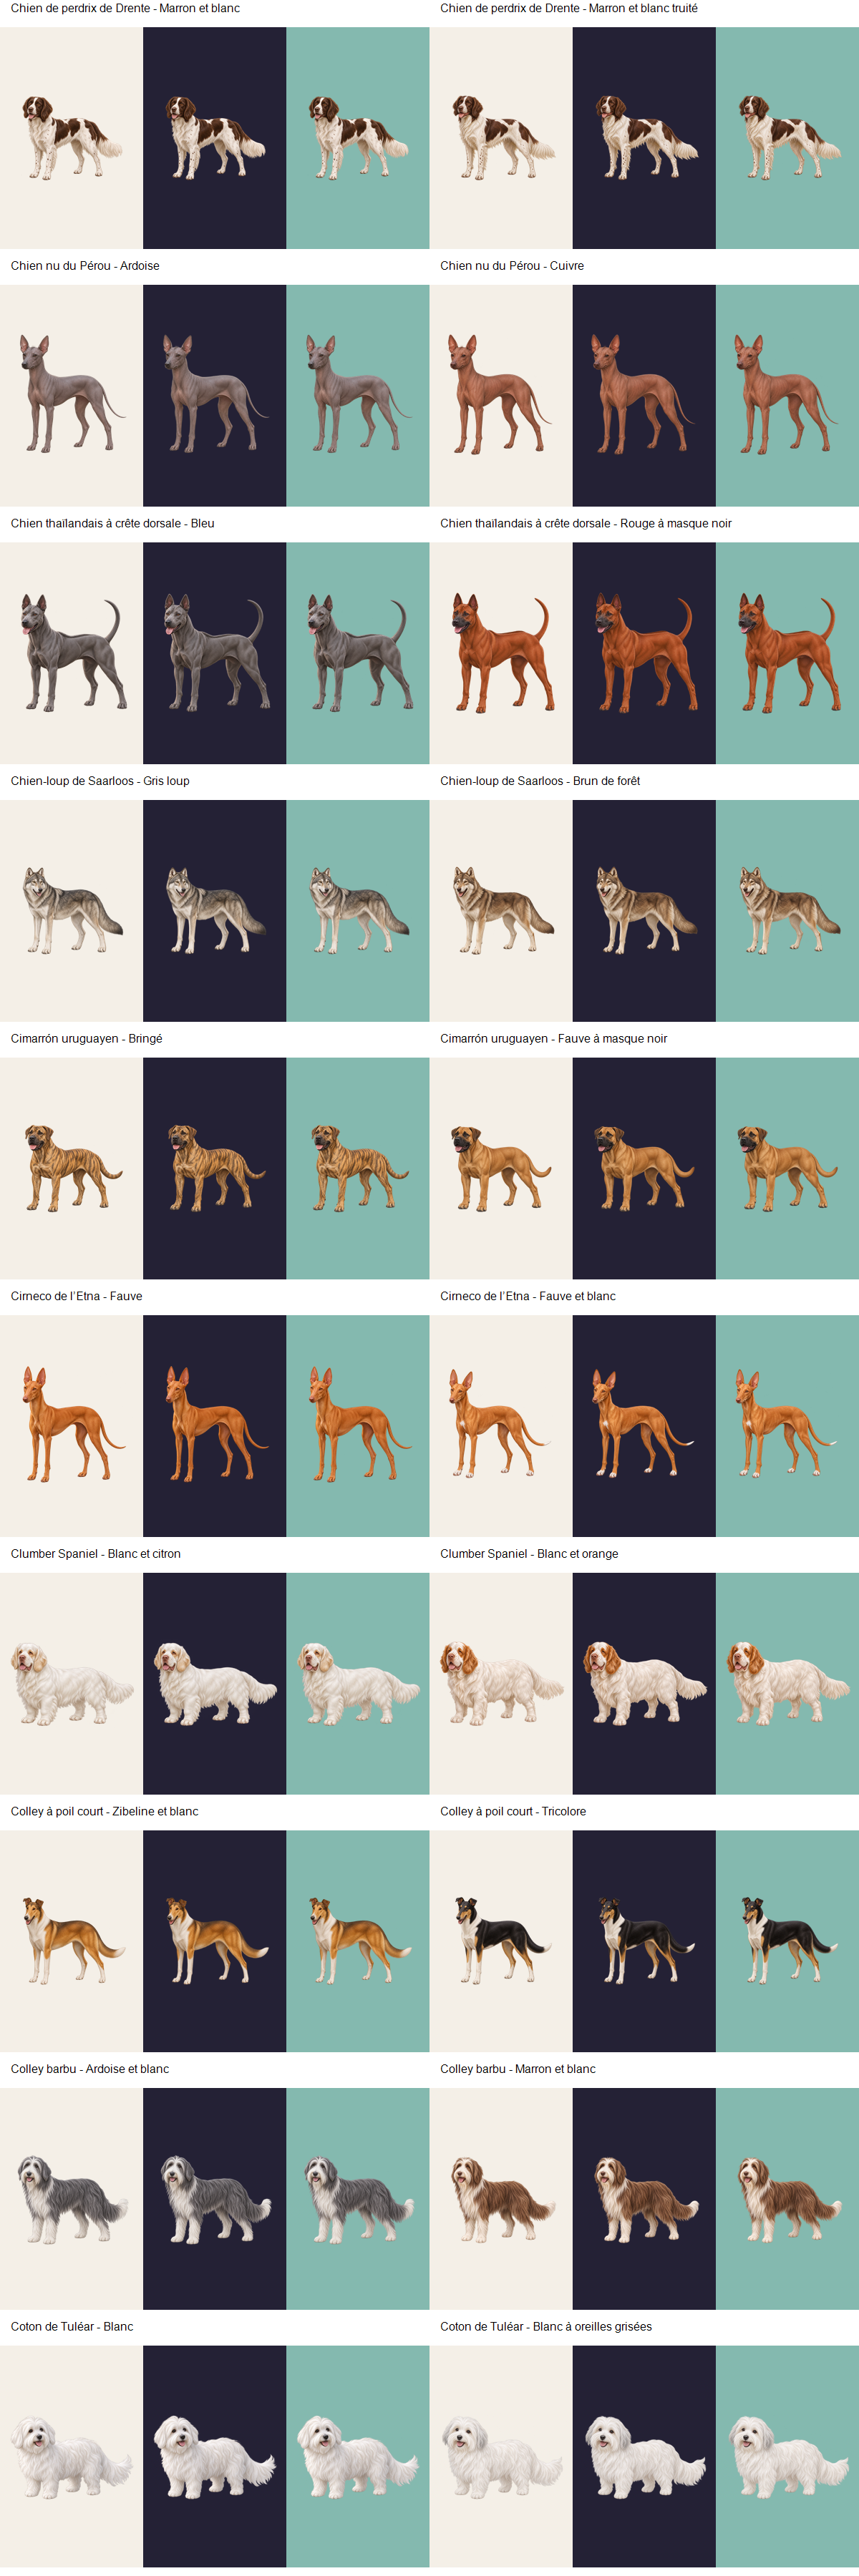 Chien de perdrix de Drente - Marron et blanc
Chien de perdrix de Drente - Marron et blanc truité
Chien nu du Pérou - Ardoise
Chien nu du Pérou - Cuivre
Chien thaïlandais à crête dorsale - Bleu
Chien thaïlandais à crête dorsale - Rouge à masque noir
Chien-loup de Saarloos - Gris loup
Chien-loup de Saarloos - Brun de forêt
Cimarrón uruguayen - Bringé
Cimarrón uruguayen - Fauve à masque noir
Cirneco de l'Etna - Fauve
Cirneco de l'Etna - Fauve et blanc
Clumber Spaniel - Blanc et citron
Clumber Spaniel - Blanc et orange
Colley à poil court - Zibeline et blanc
Colley à poil court - Tricolore
Colley barbu - Ardoise et blanc
Colley barbu - Marron et blanc
Coton de Tuléar - Blanc
Coton de Tuléar - Blanc à oreilles grisées